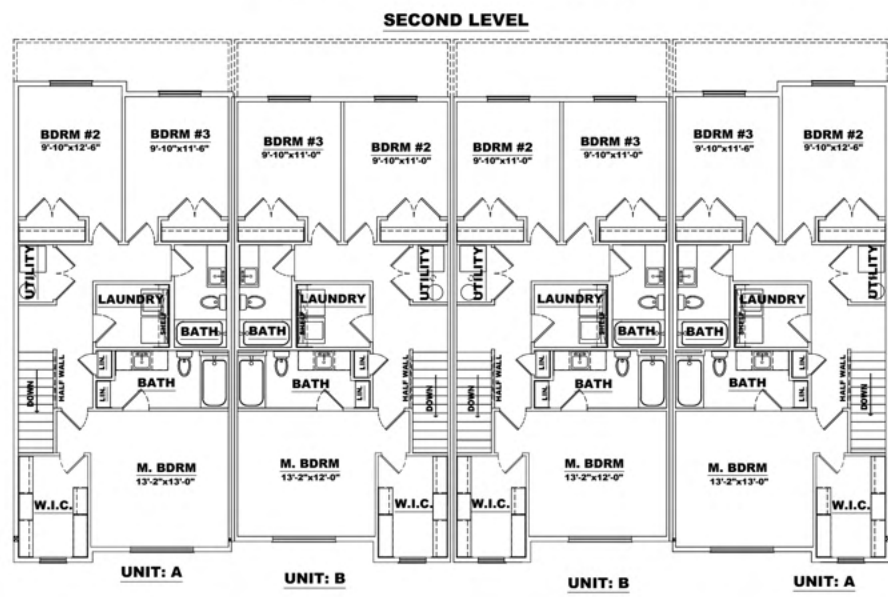 SECOND LEVEL
BDRM #2
9'-10"x12'-6"
BDRM #3
9'-10"x11'-6"
BDRM #3
9'-10"x11'-0"
BDRM #2
9'-10"x11'-0"
BDRM #2
9'-10"x11'-0"
BDRM #3
9'-10"x11'-0"
BDRM #3
9'-10"x11'-6"
BDRM #2
9'-10"x12'-6"
UTILITY
UTILITY
UTILITY
UTILITY
LAUNDRY
LAUNDRY
LAUNDRY
LAUNDRY
SHELF
SHELF
SHELF
SHELF
BATH
BATH
BATH
BATH
LIN.
LIN.
LIN.
LIN.
HALF WALL
HALF WALL
HALF WALL
HALF WALL
DOWN
BATH
BATH
DOWN
DOWN
BATH
BATH
DOWN
LIN.
LIN.
LIN.
LIN.
M. BDRM
13'-2"x13'-0"
M. BDRM
13'-2"x12'-0"
M. BDRM
13'-2"x12'-0"
M. BDRM
13'-2"x13'-0"
W.I.C.
W.I.C.
W.I.C.
W.I.C.
UNIT: A
UNIT: B
UNIT: B
UNIT: A